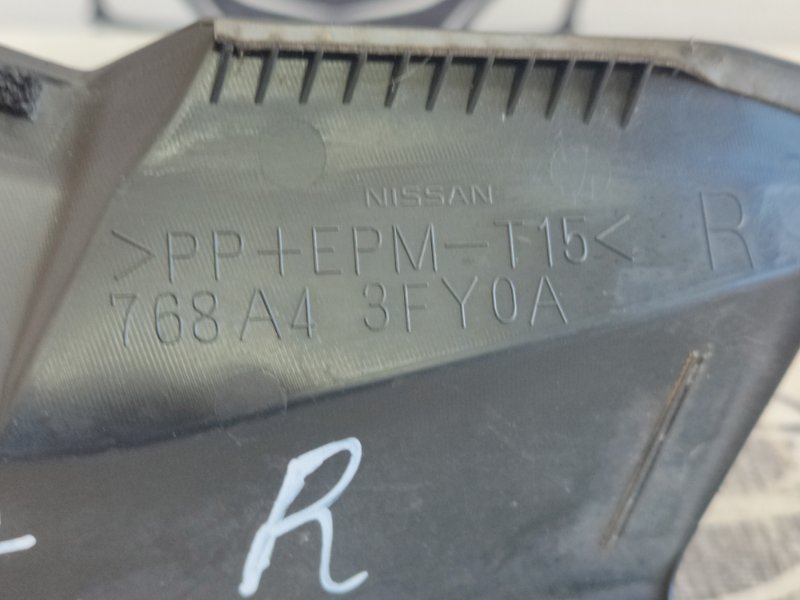 NISSAN
>PP+EPM-T15<
R
768A4 3FY0A
R